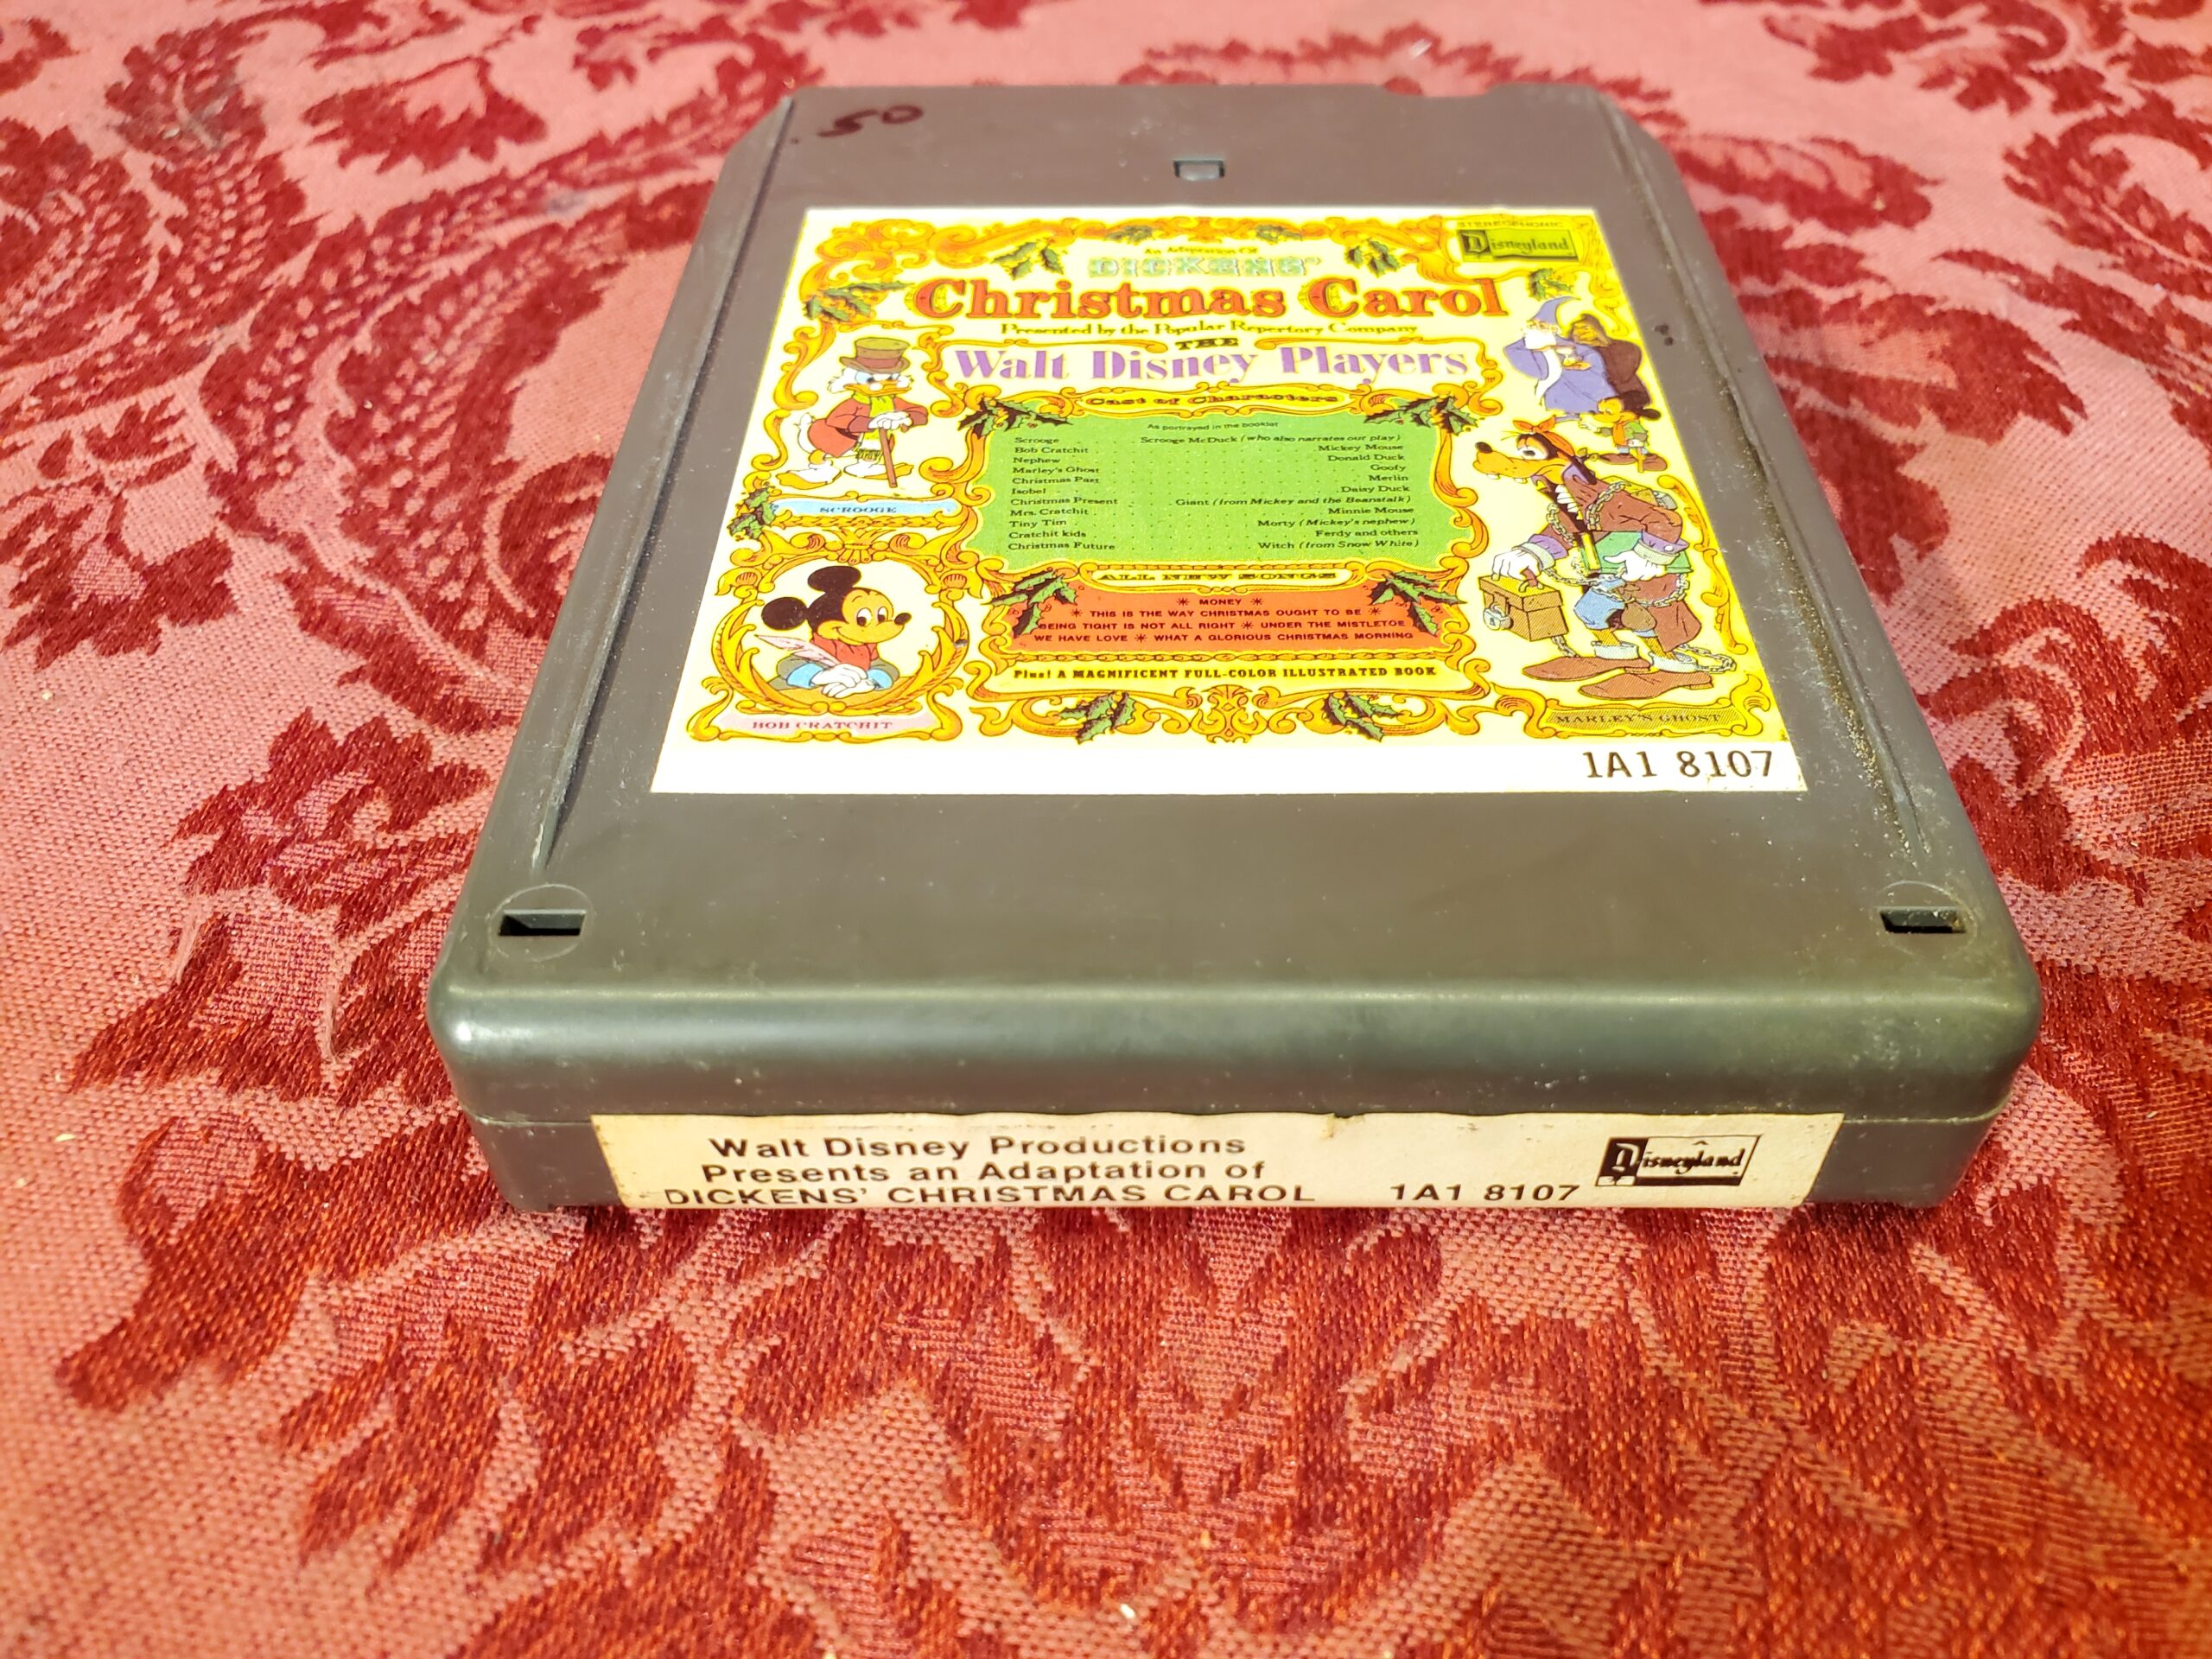 50
STEREOPHONIC
Disneyland
An Adaptation Of
DICKENS'
Christmas Carol
Presented by the Popular Repertory Company
THE
Walt Disney Players
Cast of Characters
As portrayed in the booklet
Scrooge Scrooge McDuck (who also narrates our play)
Bob Cratchit Mickey Mouse
Nephew Donald Duck
Marley's Ghost Goofy
Christmas Past Merlin
Isobel Daisy Duck
Christmas Present Giant (from Mickey and the Beanstalk)
Mrs. Cratchit Minnie Mouse
Tiny Tim Morty (Mickey's nephew)
Cratchit kids Ferdy and others
Christmas Future Witch (from Snow White)
SCROOGE
ALL NEW SONGS
* MONEY *
* THIS IS THE WAY CHRISTMAS OUGHT TO BE *
BEING TIGHT IS NOT ALL RIGHT * UNDER THE MISTLETOE
WE HAVE LOVE * WHAT A GLORIOUS CHRISTMAS MORNING
Plus! A MAGNIFICENT FULL-COLOR ILLUSTRATED BOOK
BOB CRATCHIT
MARLEY'S GHOST
1A1 8107
Walt Disney Productions
Presents an Adaptation of
DICKENS' CHRISTMAS CAROL 1A1 8107
Disneyland